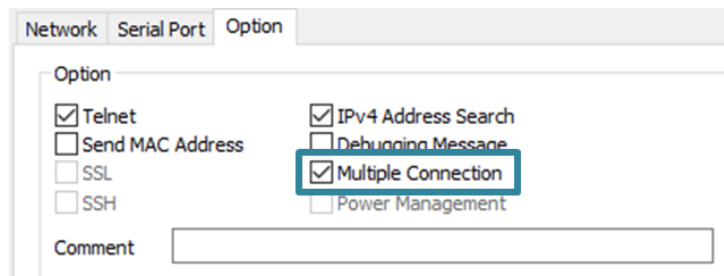 Network Serial Port Option
Option
Telnet IPv4 Address Search
Send MAC Address Debugging Message
SSL Multiple Connection
SSH Power Management
Comment